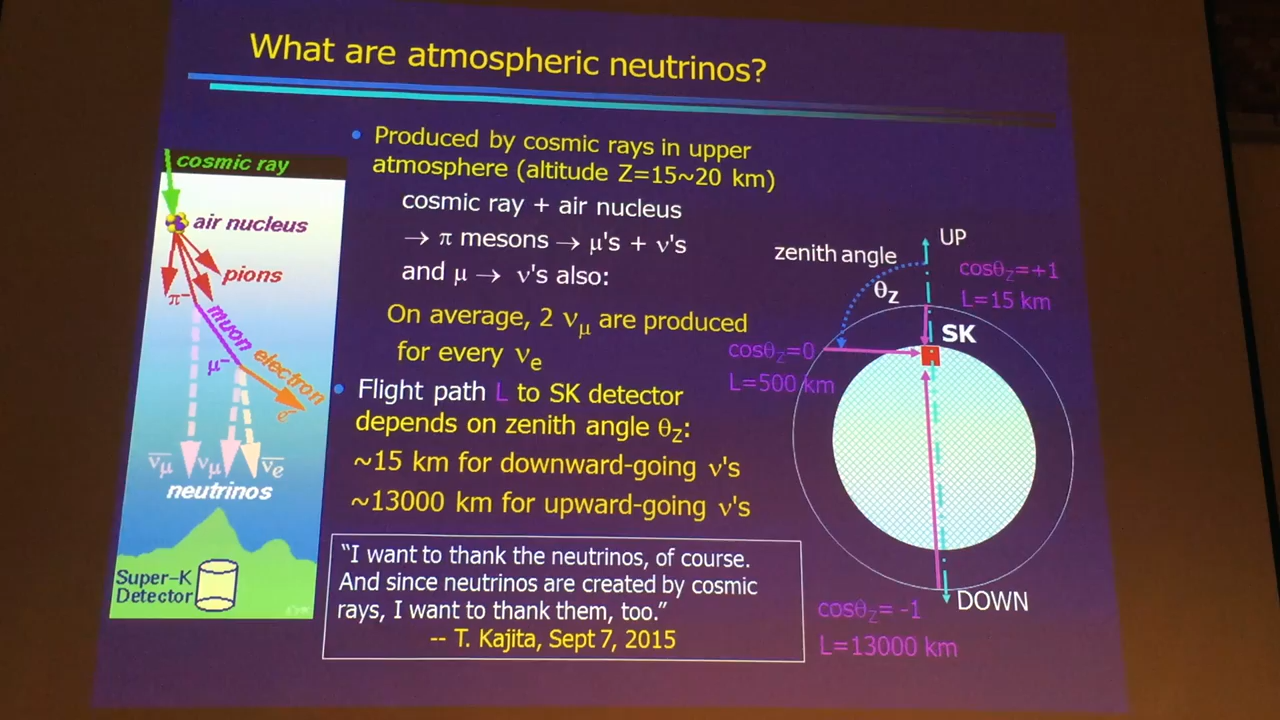 What are atmospheric neutrinos?
cosmic ray
air nucleus
pions
π⁻
muon
μ⁻
electron
e⁻
ν̅μ νμ ν̅e
neutrinos
Super-K
Detector
• Produced by cosmic rays in upper
atmosphere (altitude Z=15~20 km)
cosmic ray + air nucleus
→ π mesons → μ's + ν's
and μ → ν's also:
On average, 2 νμ are produced
for every νe
• Flight path L to SK detector
depends on zenith angle θZ:
~15 km for downward-going ν's
~13000 km for upward-going ν's
“I want to thank the neutrinos, of course.
And since neutrinos are created by cosmic
rays, I want to thank them, too.”
-- T. Kajita, Sept 7, 2015
UP
zenith angle
cosθZ=+1
θZ
L=15 km
SK
cosθZ=0
L=500 km
DOWN
cosθZ= -1
L=13000 km